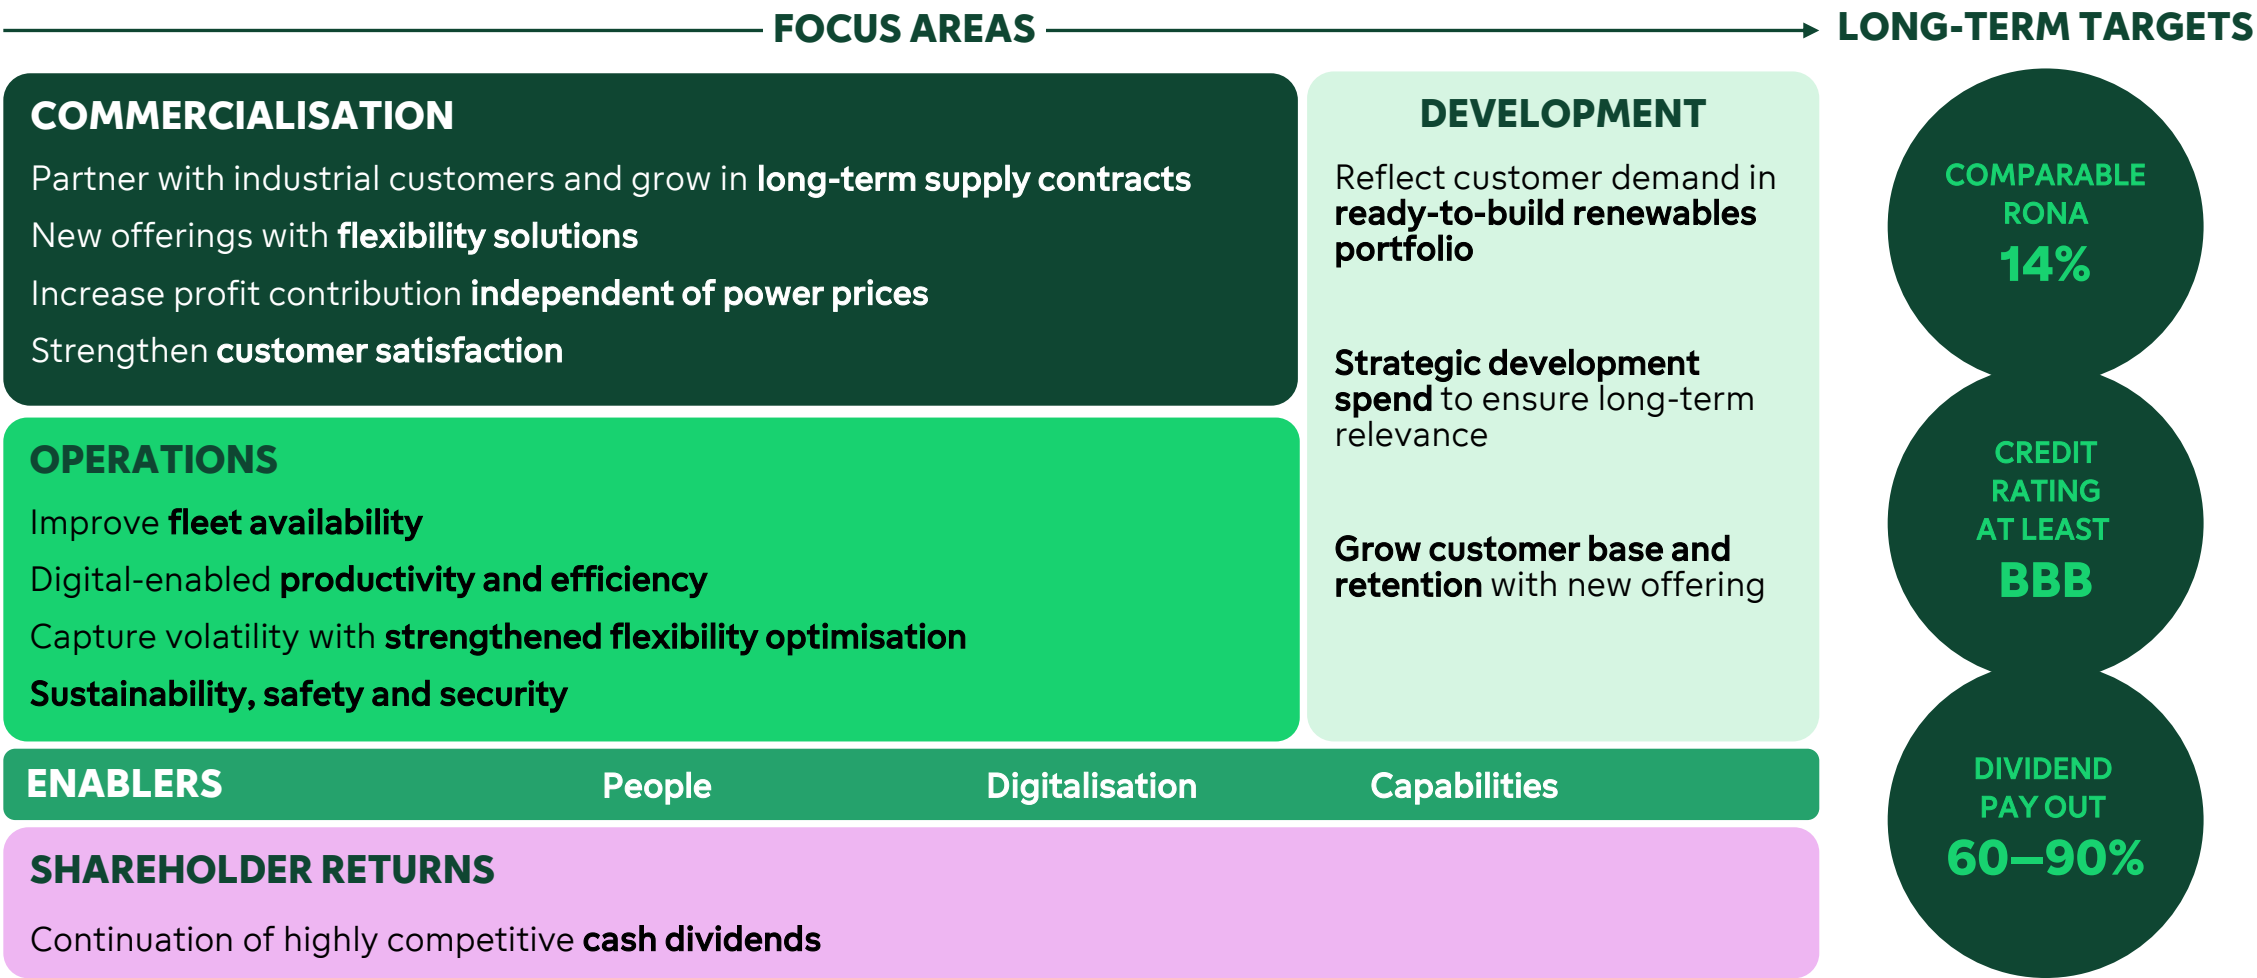 FOCUS AREAS
LONG-TERM TARGETS
COMMERCIALISATION
Partner with industrial customers and grow in long-term supply contracts
New offerings with flexibility solutions
Increase profit contribution independent of power prices
Strengthen customer satisfaction
OPERATIONS
Improve fleet availability
Digital-enabled productivity and efficiency
Capture volatility with strengthened flexibility optimisation
Sustainability, safety and security
DEVELOPMENT
Reflect customer demand in
ready-to-build renewables
portfolio
Strategic development
spend to ensure long-term
relevance
Grow customer base and
retention with new offering
ENABLERS
People
Digitalisation
Capabilities
SHAREHOLDER RETURNS
Continuation of highly competitive cash dividends
COMPARABLE
RONA
14%
CREDIT
RATING
AT LEAST
BBB
DIVIDEND
PAY OUT
60—90%